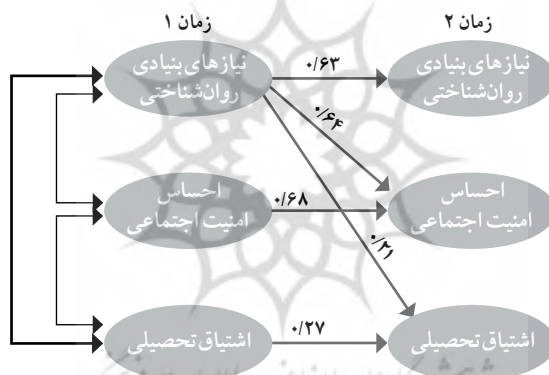 زمان ۱
زمان ۲
نیازهای بنیادی
روان‌شناختی
۰/۶۳
نیازهای بنیادی
روان‌شناختی
۰/۶۴
احساس
امنیت اجتماعی
۰/۶۸
احساس
امنیت اجتماعی
۰/۲۱
اشتیاق تحصیلی
۰/۲۷
اشتیاق تحصیلی